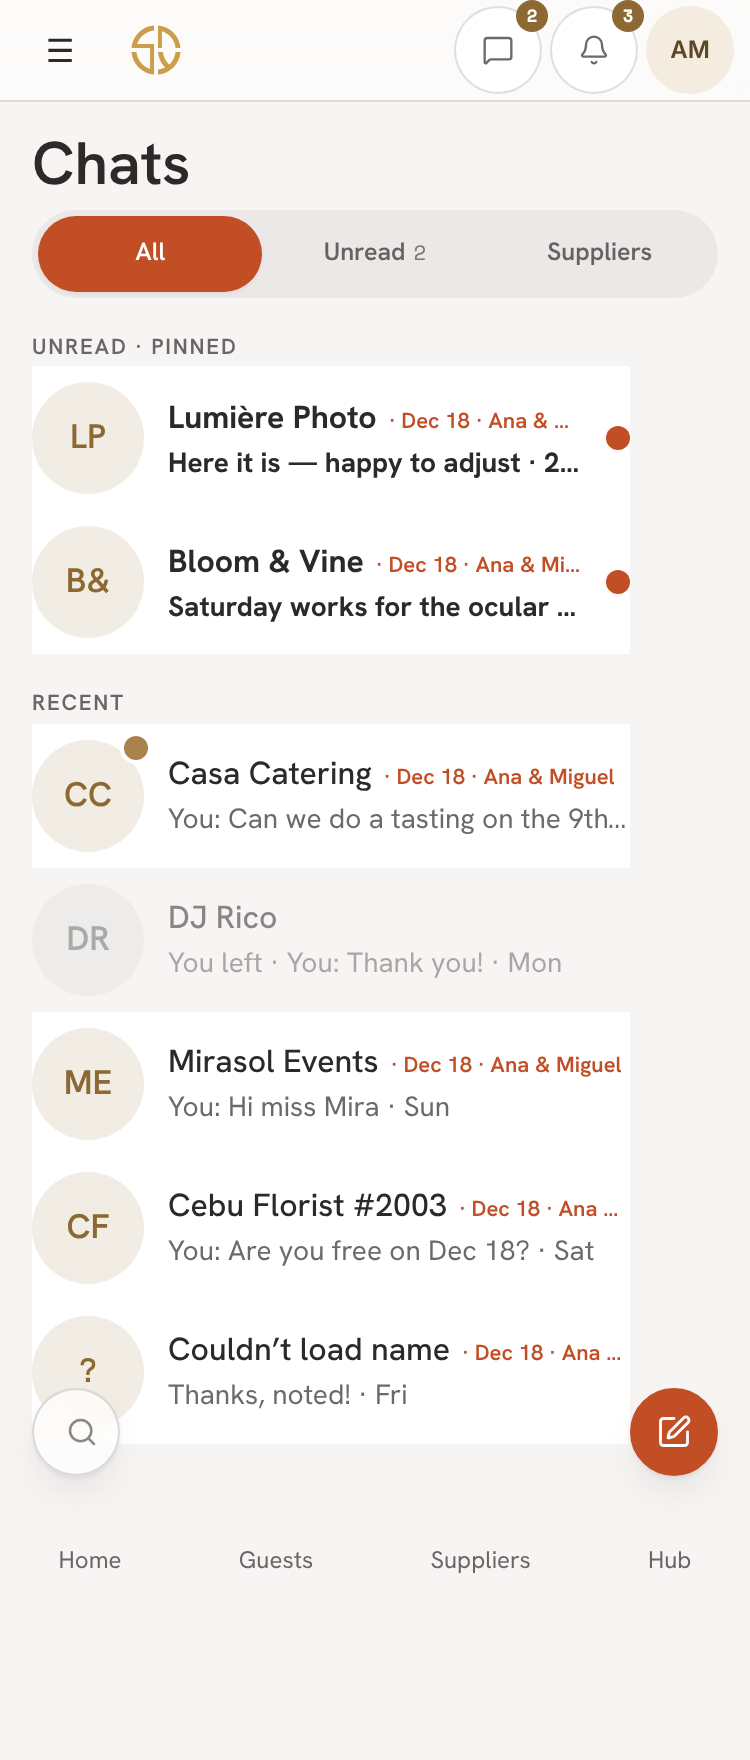 ☰
2
3
AM
Chats
All
Unread 2
Suppliers
UNREAD · PINNED
LP
Lumière Photo · Dec 18 · Ana & ...
Here it is — happy to adjust · 2...
B&
Bloom & Vine · Dec 18 · Ana & Mi...
Saturday works for the ocular ...
RECENT
CC
Casa Catering · Dec 18 · Ana & Miguel
You: Can we do a tasting on the 9th...
DR
DJ Rico
You left · You: Thank you! · Mon
ME
Mirasol Events · Dec 18 · Ana & Miguel
You: Hi miss Mira · Sun
CF
Cebu Florist #2003 · Dec 18 · Ana ...
You: Are you free on Dec 18? · Sat
?
Couldn’t load name · Dec 18 · Ana ...
Thanks, noted! · Fri
Home
Guests
Suppliers
Hub